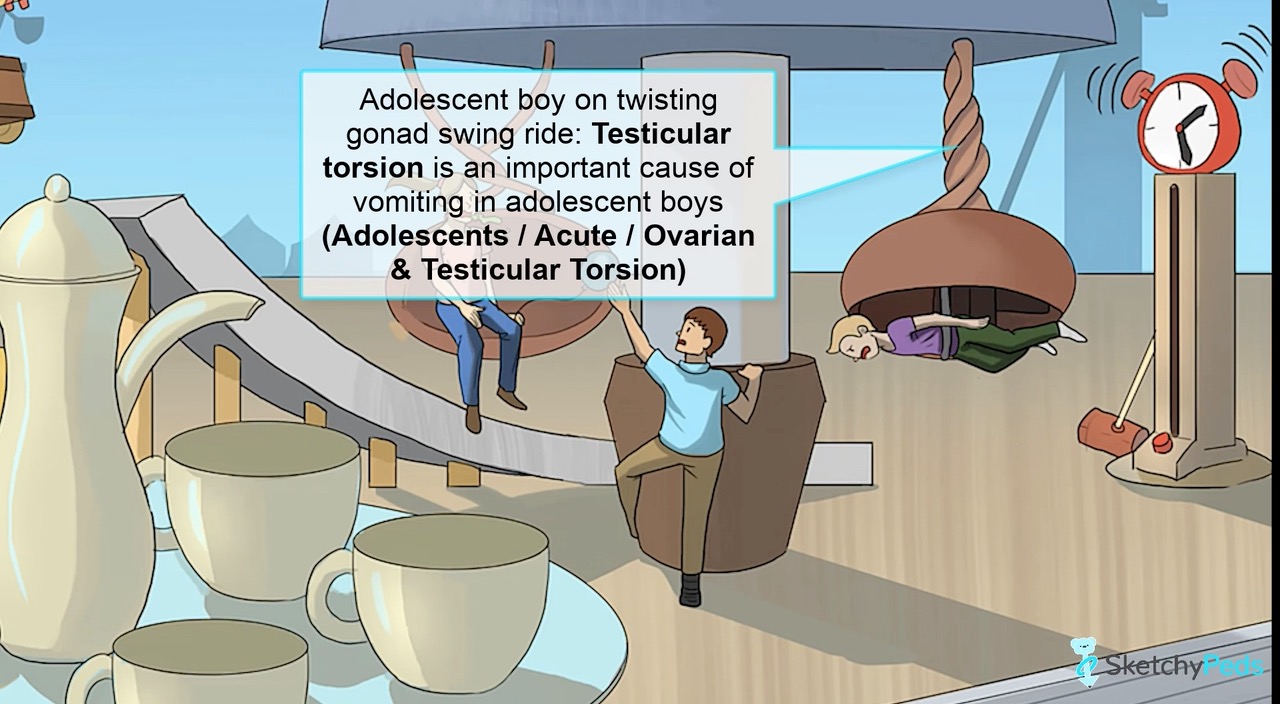 Adolescent boy on twisting
gonad swing ride: Testicular
torsion is an important cause of
vomiting in adolescent boys
(Adolescents / Acute / Ovarian
& Testicular Torsion)
SketchyPeds